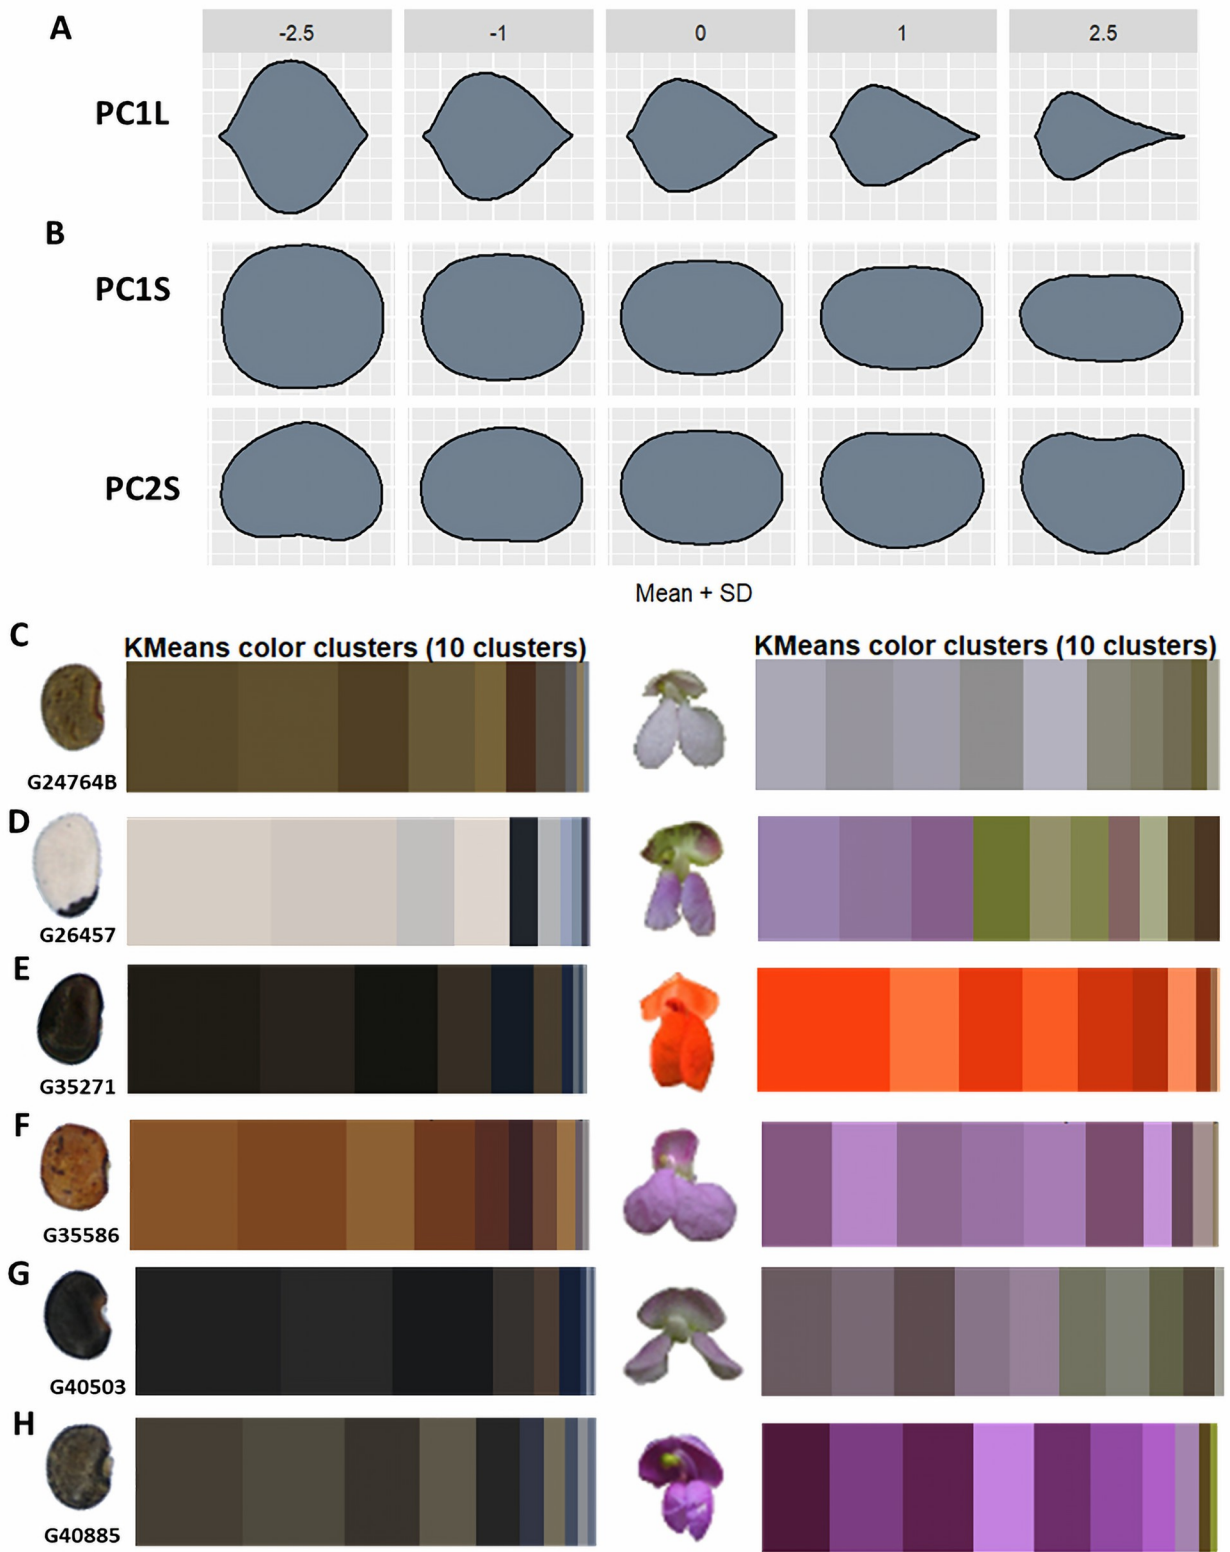 A
-2.5 -1 0 1 2.5
PC1L
B
PC1S
PC2S
Mean + SD
C
KMeans color clusters (10 clusters) KMeans color clusters (10 clusters)
G24764B
D
G26457
E
G35271
F
G35586
G
G40503
H
G40885